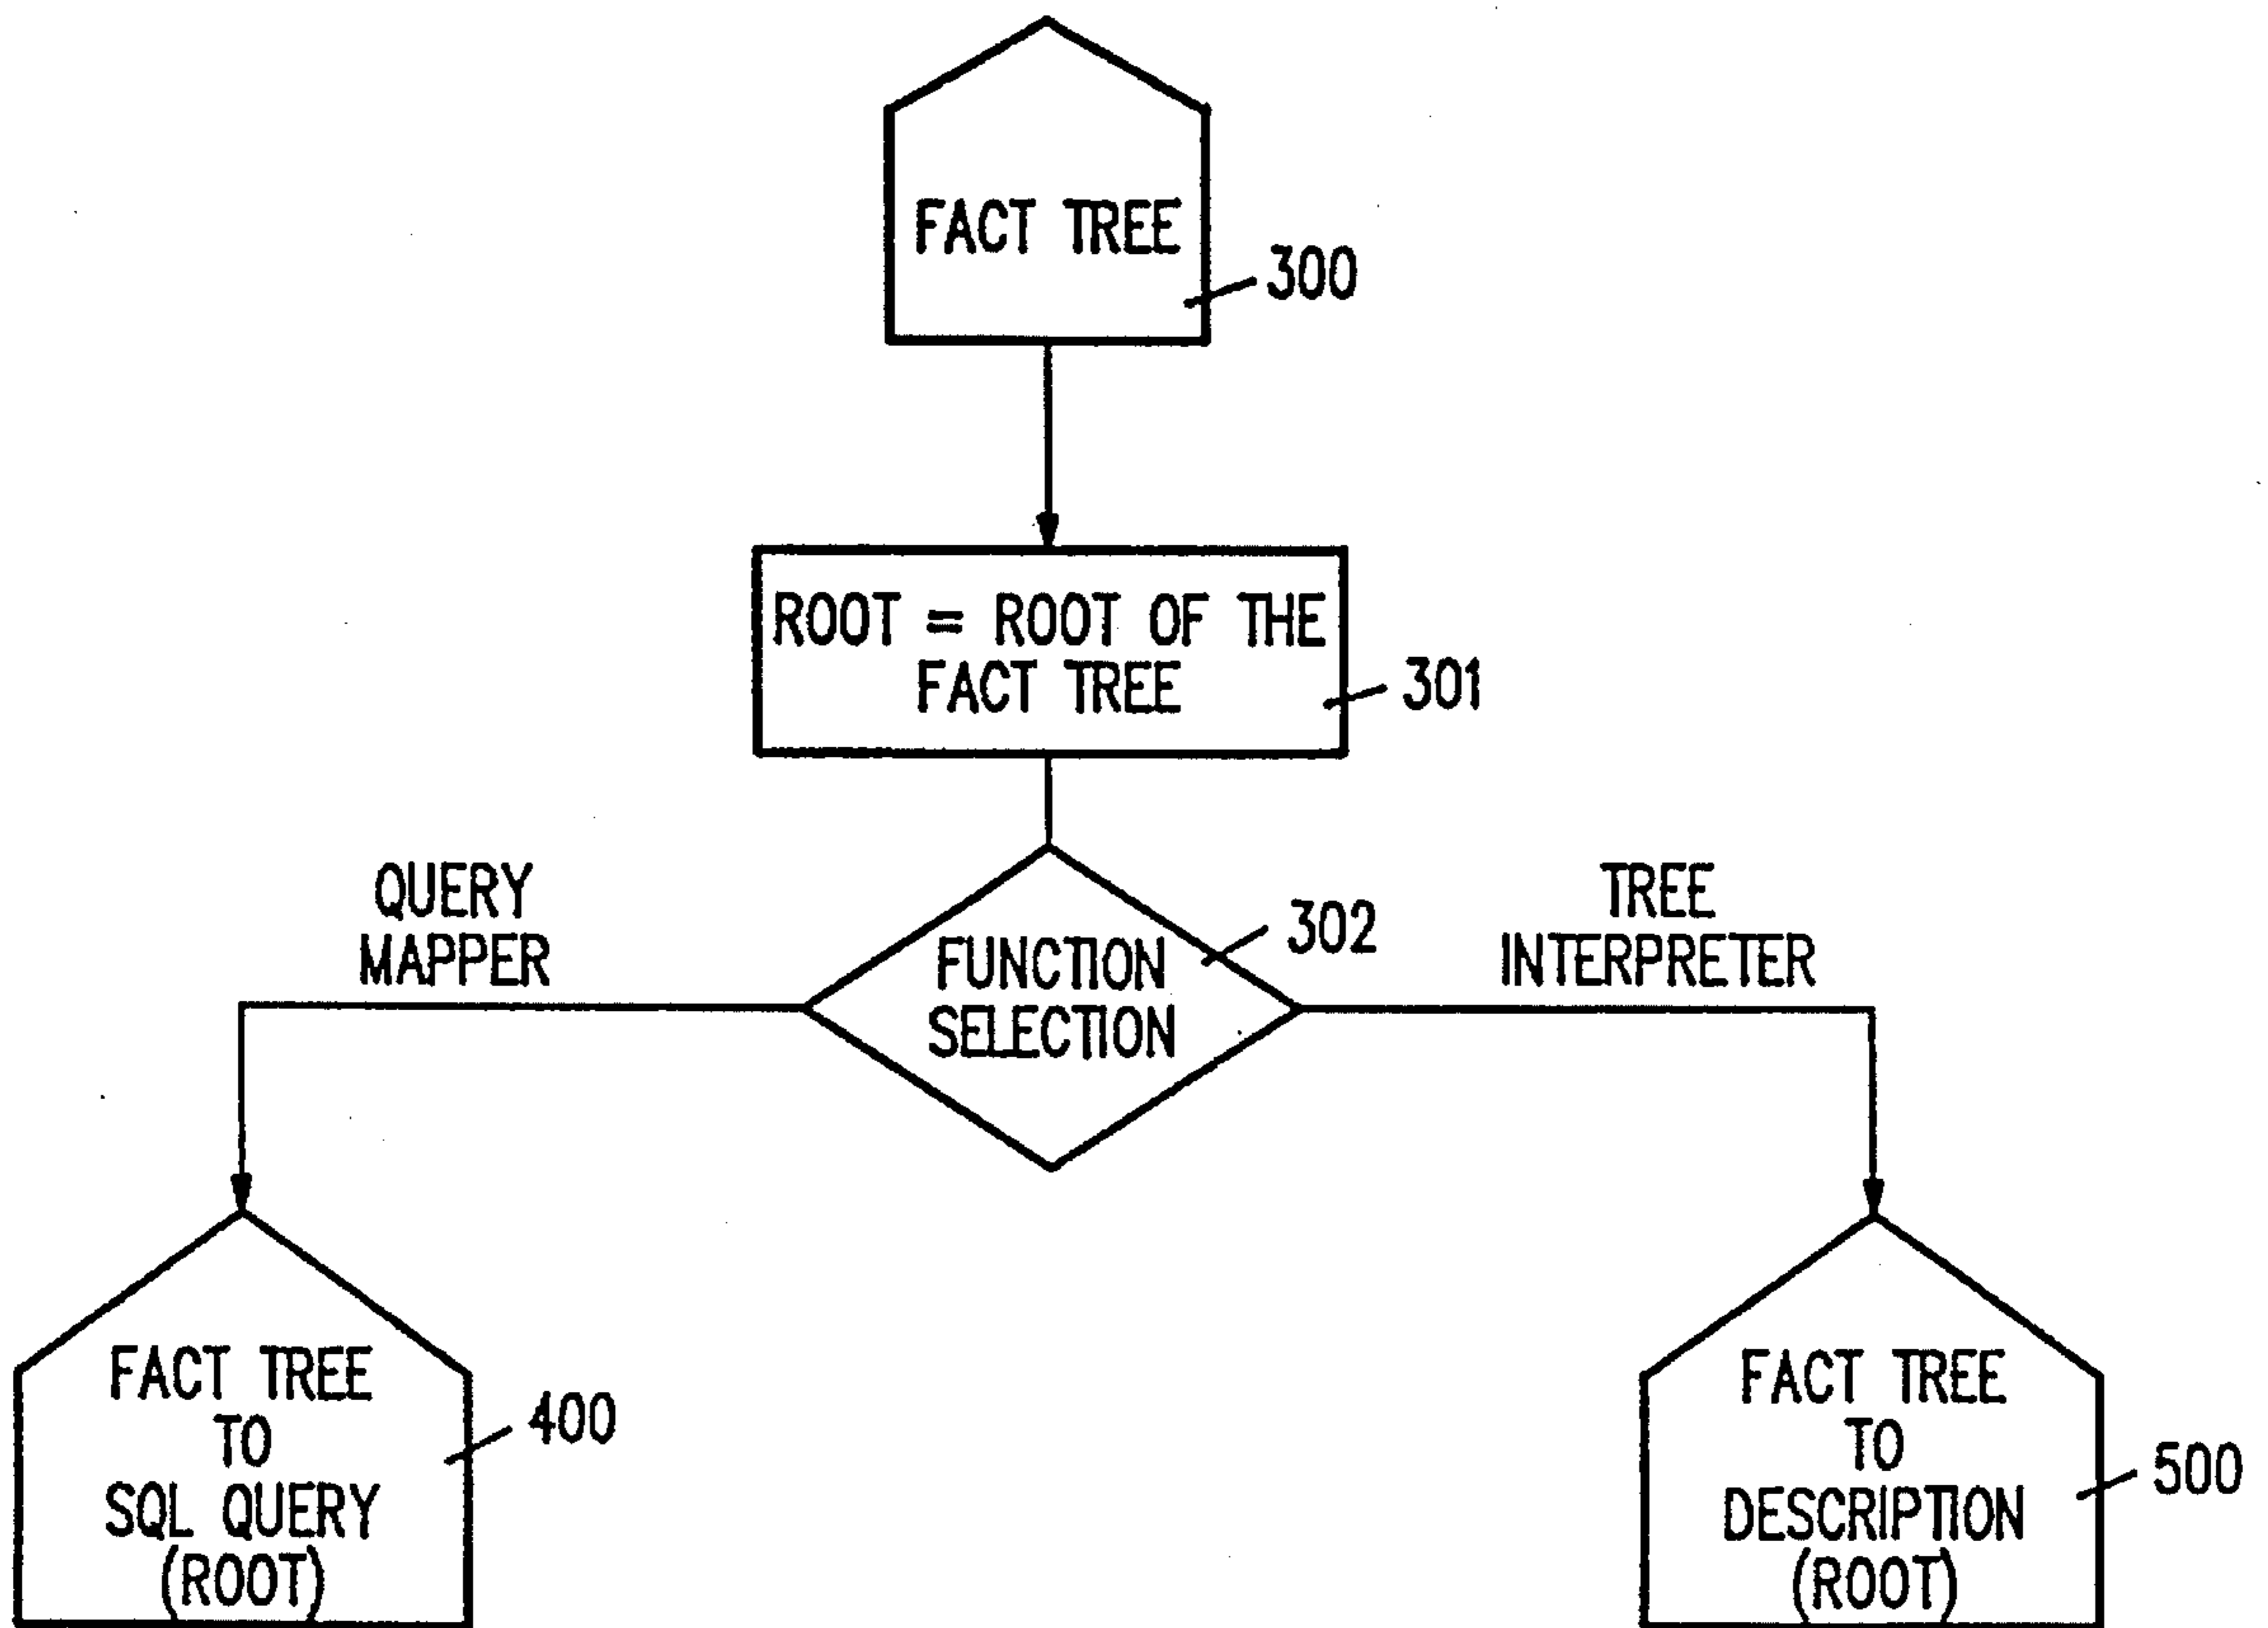 FACT TREE
300
ROOT = ROOT OF THE
FACT TREE
301
QUERY
MAPPER
FUNCTION
SELECTION
302
TREE
INTERPRETER
FACT TREE
TO
SQL QUERY
(ROOT)
400
FACT TREE
TO
DESCRIPTION
(ROOT)
500